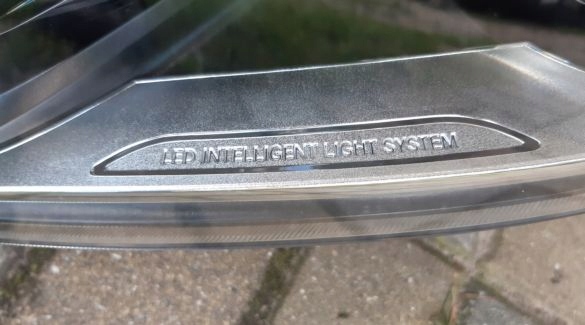 LED INTELLIGENT LIGHT SYSTEM